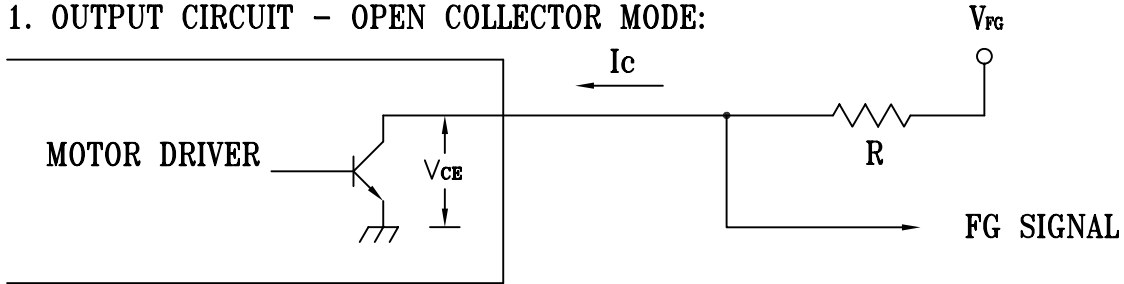 1. OUTPUT CIRCUIT - OPEN COLLECTOR MODE:
VFG
Ic
MOTOR DRIVER
VCE
R
FG SIGNAL